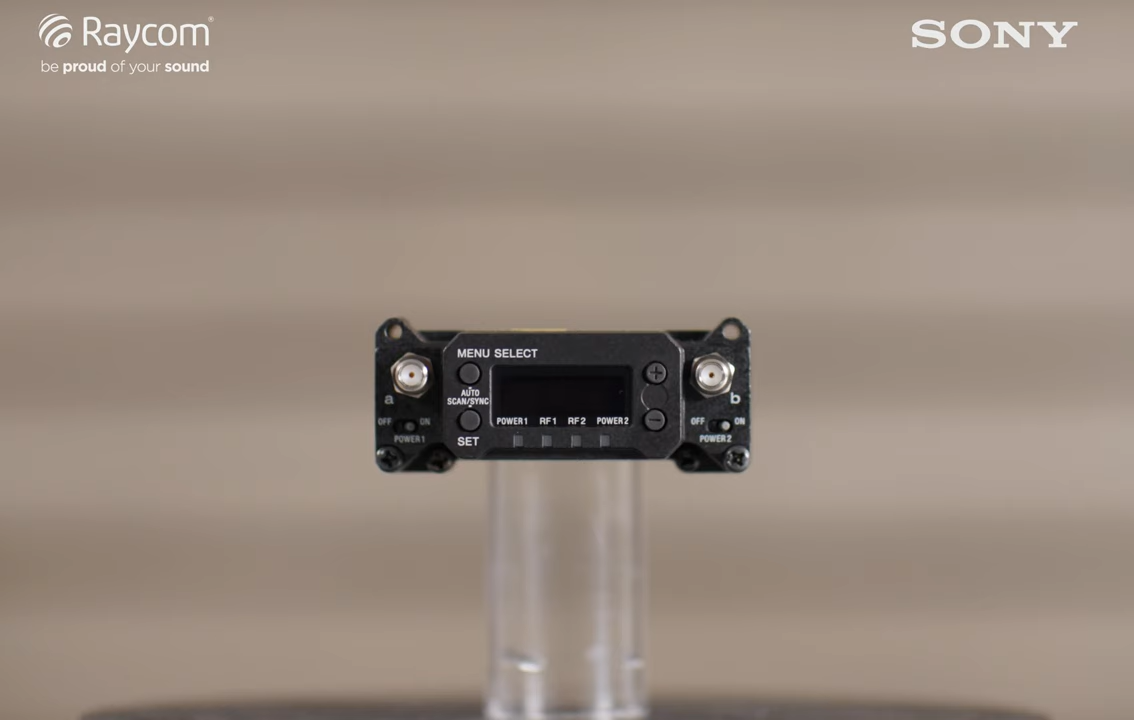 Raycom®
be proud of your sound
SONY
MENU SELECT
AUTO
SCAN/SYNC
SET
POWER1 RF1 RF2 POWER2
+
−
a
OFF ON
POWER1
b
OFF ON
POWER2